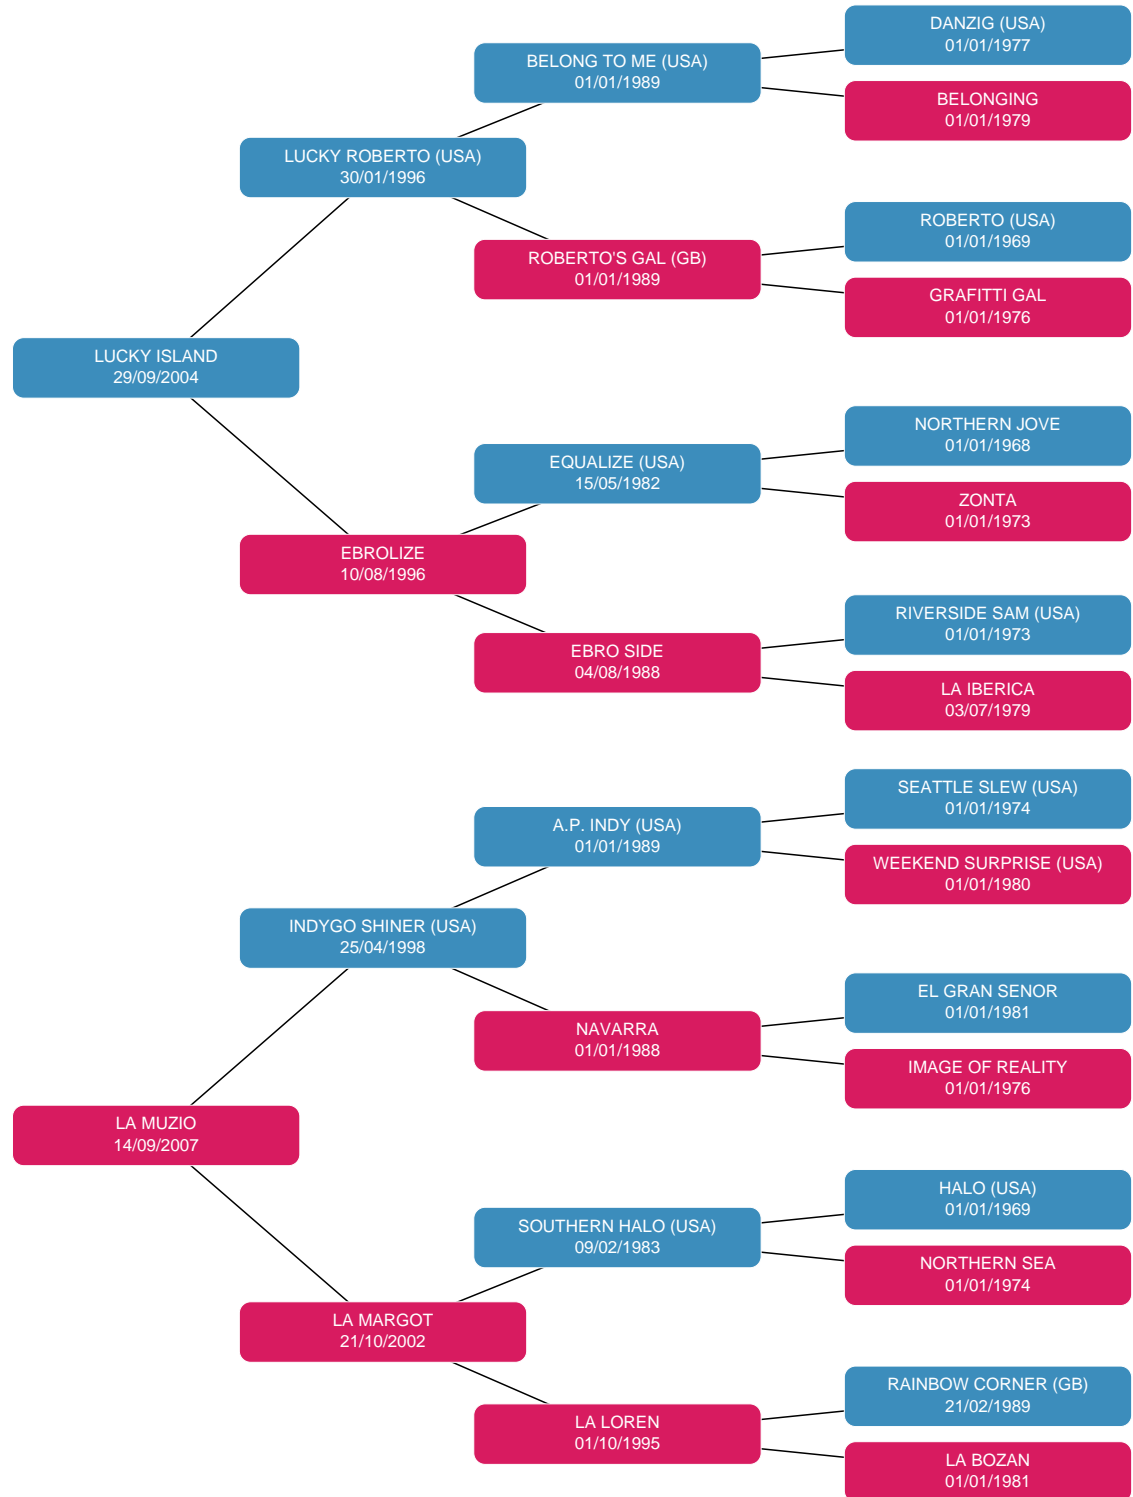 DANZIG (USA)
01/01/1977
BELONG TO ME (USA)
01/01/1989
BELONGING
01/01/1979
LUCKY ROBERTO (USA)
30/01/1996
ROBERTO (USA)
01/01/1969
ROBERTO'S GAL (GB)
01/01/1989
GRAFITTI GAL
01/01/1976
LUCKY ISLAND
29/09/2004
NORTHERN JOVE
01/01/1968
EQUALIZE (USA)
15/05/1982
ZONTA
01/01/1973
EBROLIZE
10/08/1996
RIVERSIDE SAM (USA)
01/01/1973
EBRO SIDE
04/08/1988
LA IBERICA
03/07/1979
SEATTLE SLEW (USA)
01/01/1974
A.P. INDY (USA)
01/01/1989
WEEKEND SURPRISE (USA)
01/01/1980
INDYGO SHINER (USA)
25/04/1998
EL GRAN SENOR
01/01/1981
NAVARRA
01/01/1988
IMAGE OF REALITY
01/01/1976
LA MUZIO
14/09/2007
HALO (USA)
01/01/1969
SOUTHERN HALO (USA)
09/02/1983
NORTHERN SEA
01/01/1974
LA MARGOT
21/10/2002
RAINBOW CORNER (GB)
21/02/1989
LA LOREN
01/10/1995
LA BOZAN
01/01/1981